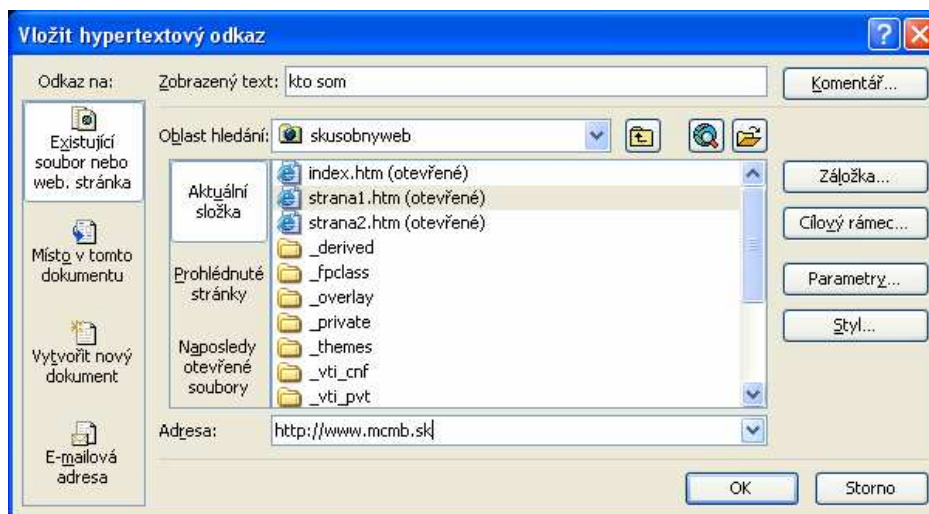 Vložit hypertextový odkaz
Odkaz na:
Zobrazený text: kto som
Komentář...
Existující
soubor nebo
web. stránka
Místo v tomto
dokumentu
Vytvořit nový
dokument
E-mailová
adresa
Oblast hledání: skusobnyweb
Aktuální
složka
Prohlédnuté
stránky
Naposledy
otevřené
soubory
index.htm (otevřené)
strana1.htm (otevřené)
strana2.htm (otevřené)
_derived
_fpclass
_overlay
_private
_themes
_vti_cnf
_vti_pvt
Záložka...
Cílový rámec...
Parametry...
Styl...
Adresa: http://www.mcmb.sk
OK
Storno